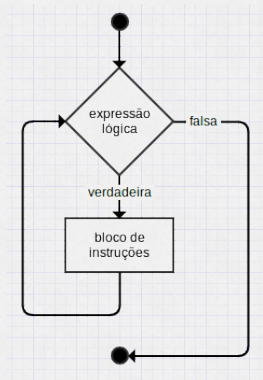 expressão
lógica
falsa
verdadeira
bloco de
instruções